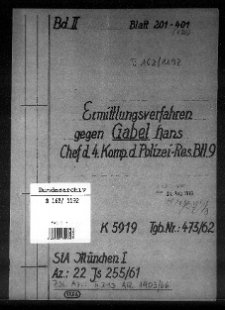 Bd II Blatt 201 - 401
Ermittlungsverfahren
gegen Gabel Hans
Chef d. 4. Komp. d. Polizei-Res. Btl. 9
Bundesarchiv
B 162/ 1192
K 5919 Tgb. Nr.: 473/62
StA München I
Az.: 22 Js 255/61